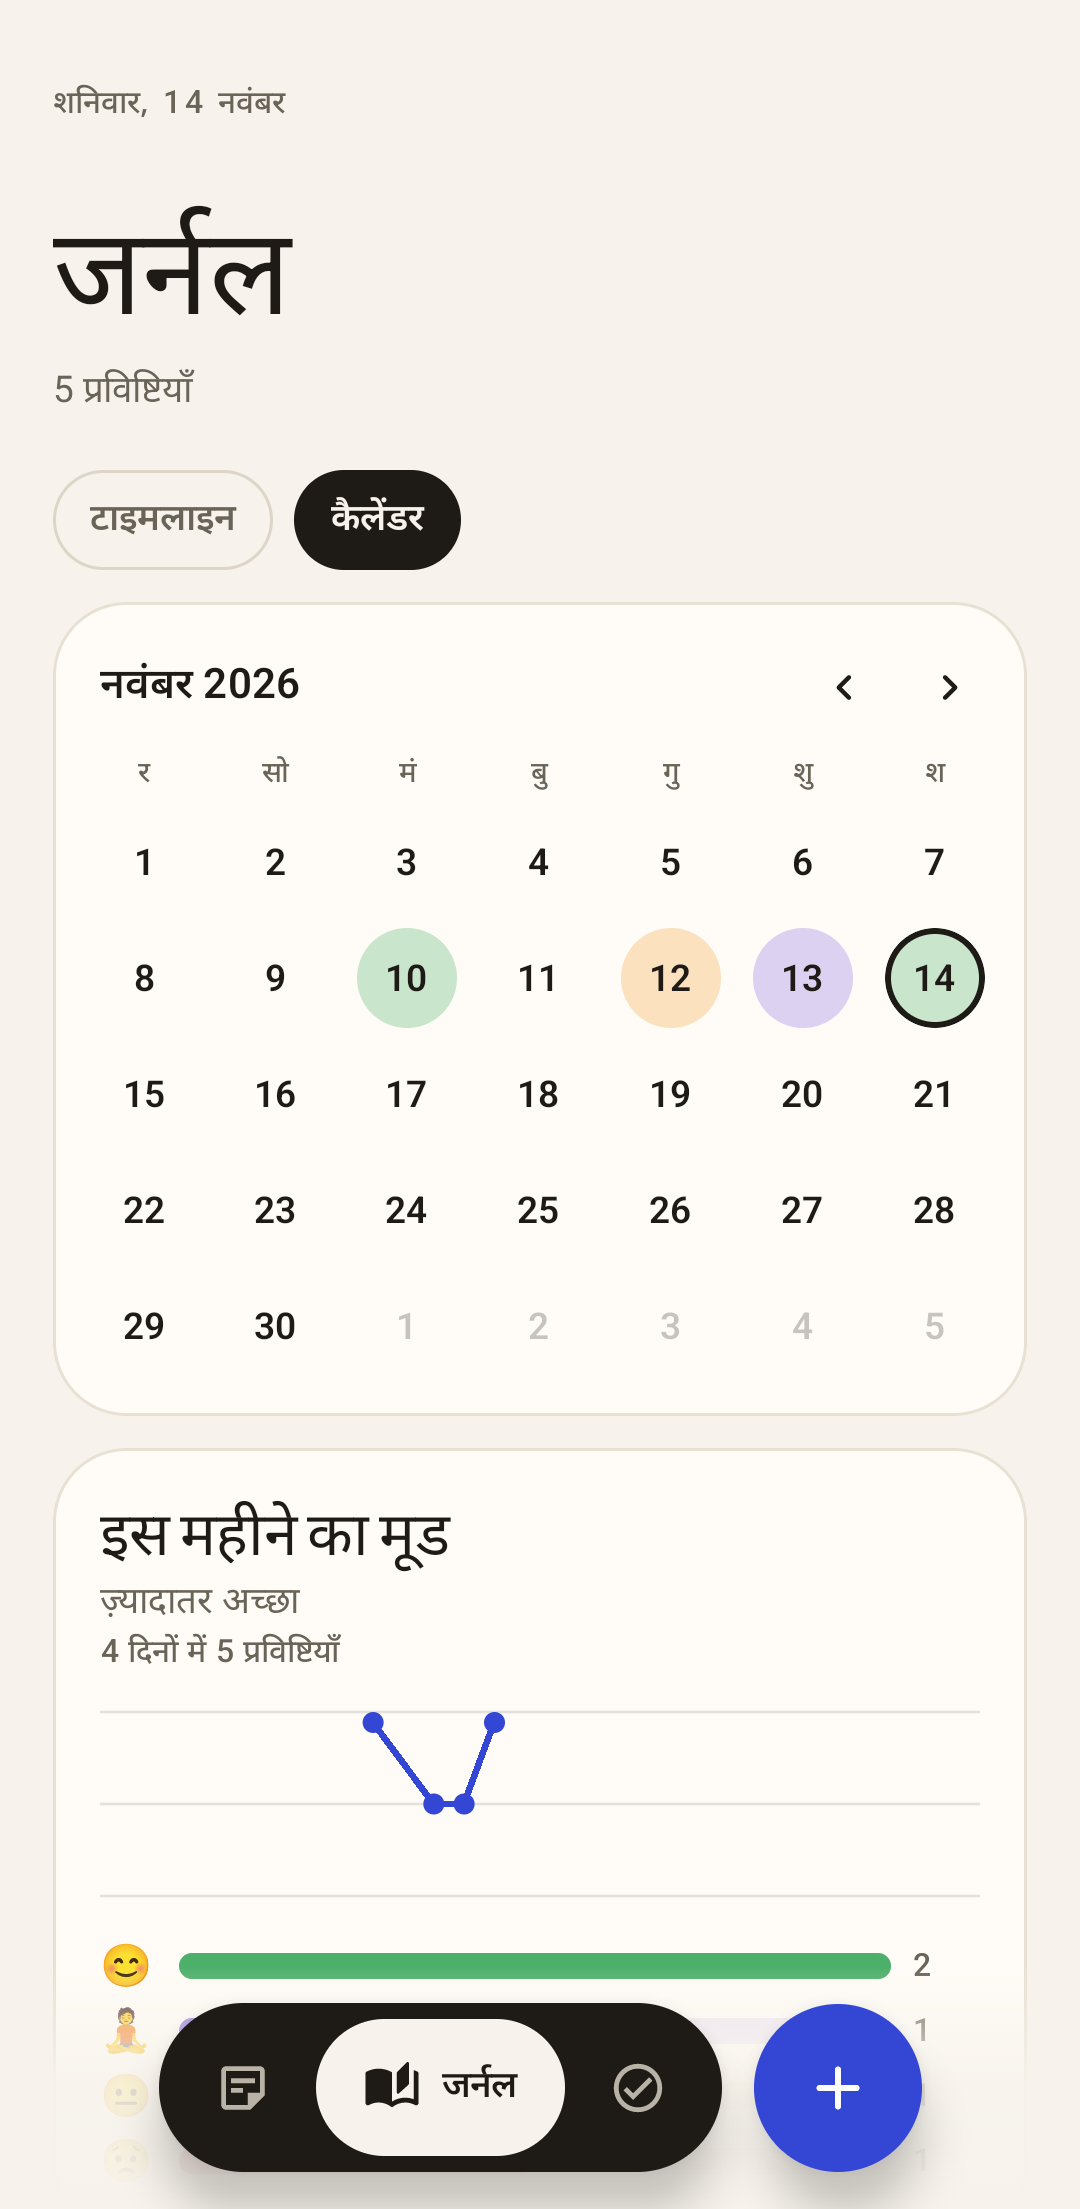 शनिवार, 14 नवंबर
जर्नल
5 प्रविष्टियाँ
टाइमलाइन कैलेंडर
नवंबर 2026
र सो मं बु गु शु श
1 2 3 4 5 6 7
8 9 10 11 12 13 14
15 16 17 18 19 20 21
22 23 24 25 26 27 28
29 30 1 2 3 4 5
इस महीने का मूड
ज़्यादातर अच्छा
4 दिनों में 5 प्रविष्टियाँ
2
1
जर्नल
1